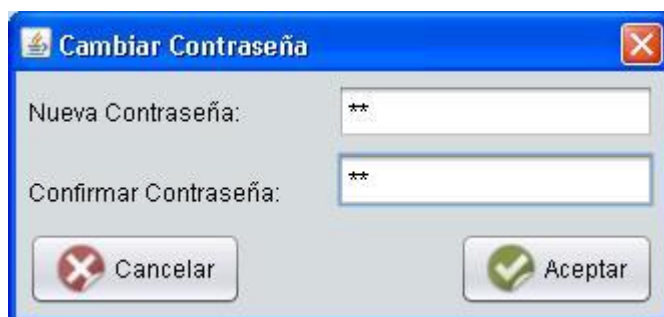 Cambiar Contraseña
Nueva Contraseña: **
Confirmar Contraseña: **
Cancelar Aceptar